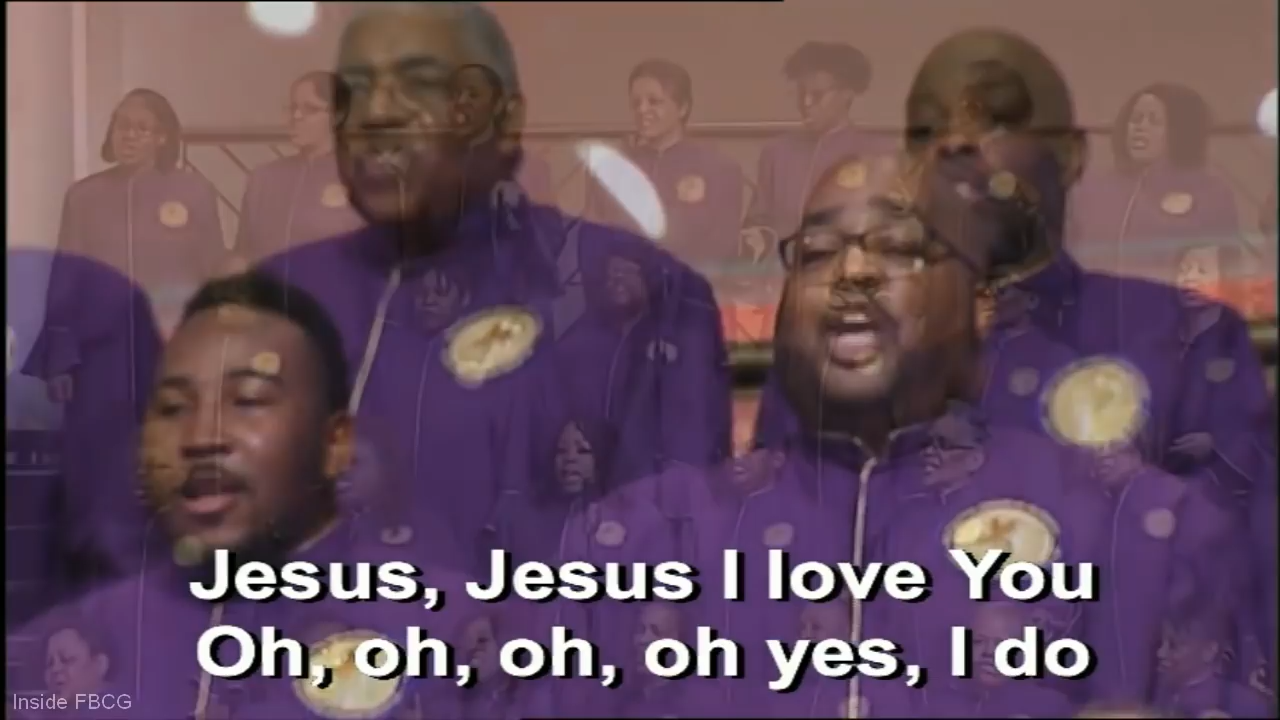 Jesus, Jesus I love You
Oh, oh, oh, oh yes, I do
Inside FBCG